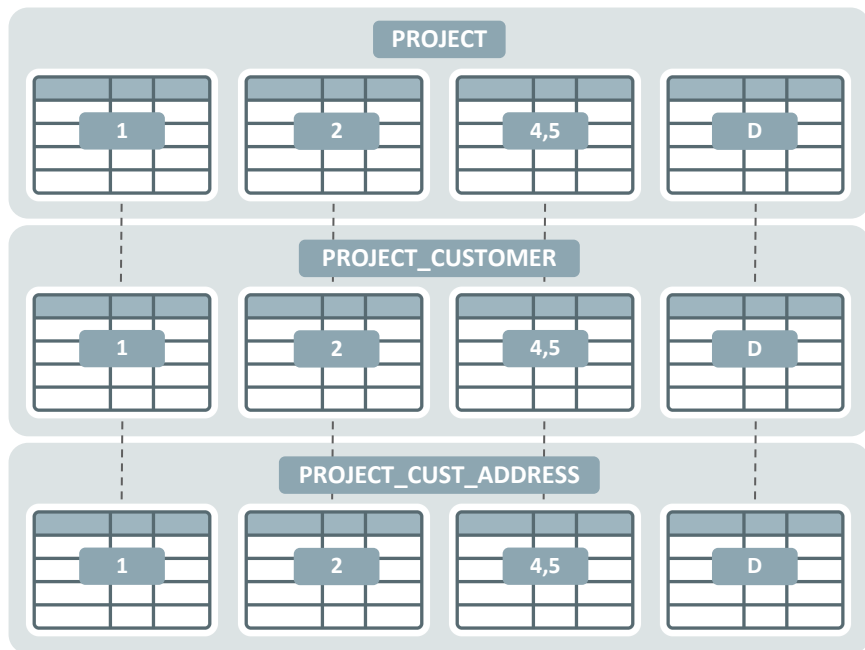 PROJECT
1 2 4,5 D
PROJECT_CUSTOMER
1 2 4,5 D
PROJECT_CUST_ADDRESS
1 2 4,5 D